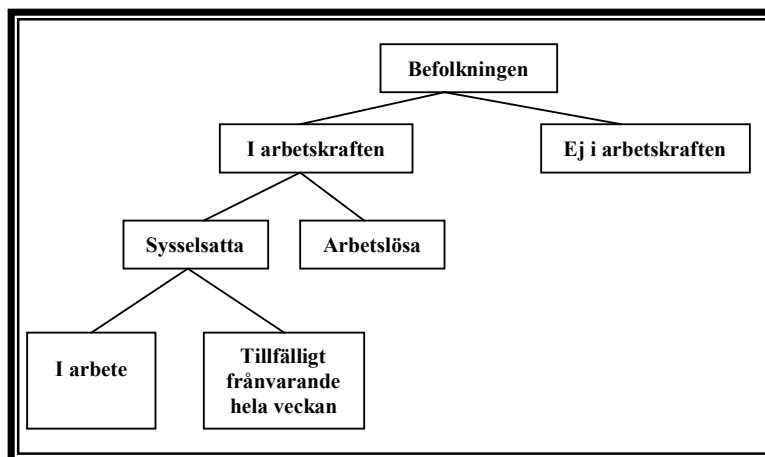 Befolkningen
I arbetskraften
Ej i arbetskraften
Sysselsatta
Arbetslösa
I arbete
Tillfälligt
frånvarande
hela veckan